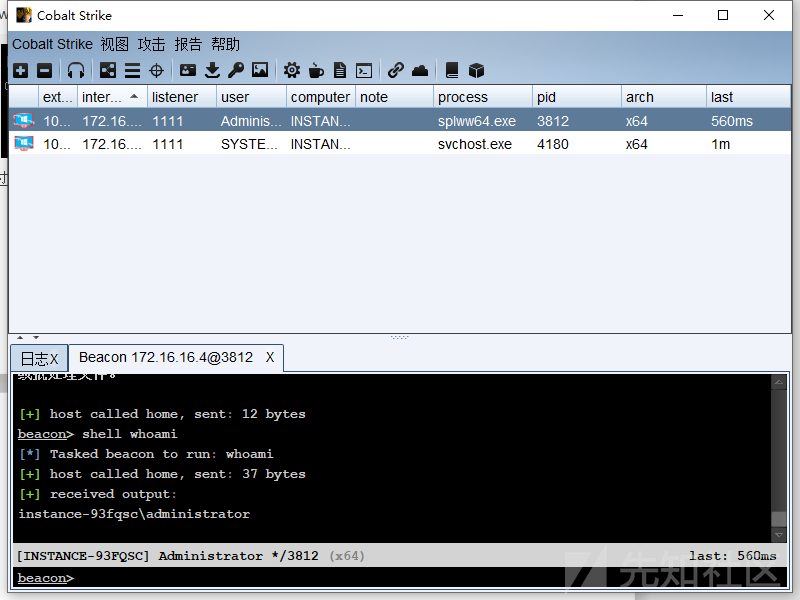 Cobalt Strike
Cobalt Strike 视图 攻击 报告 帮助
ext... inter... listener user computer note process pid arch last
10... 172.16.... 1111 Adminis... INSTAN... splww64.exe 3812 x64 560ms
10... 172.16.... 1111 SYSTE... INSTAN... svchost.exe 4180 x64 1m
日志X Beacon 172.16.16.4@3812 X
[+] host called home, sent: 12 bytes
beacon> shell whoami
[*] Tasked beacon to run: whoami
[+] host called home, sent: 37 bytes
[+] received output:
instance-93fqsc\administrator
[INSTANCE-93FQSC] Administrator */3812 (x64) last: 560ms
beacon>
先知社区